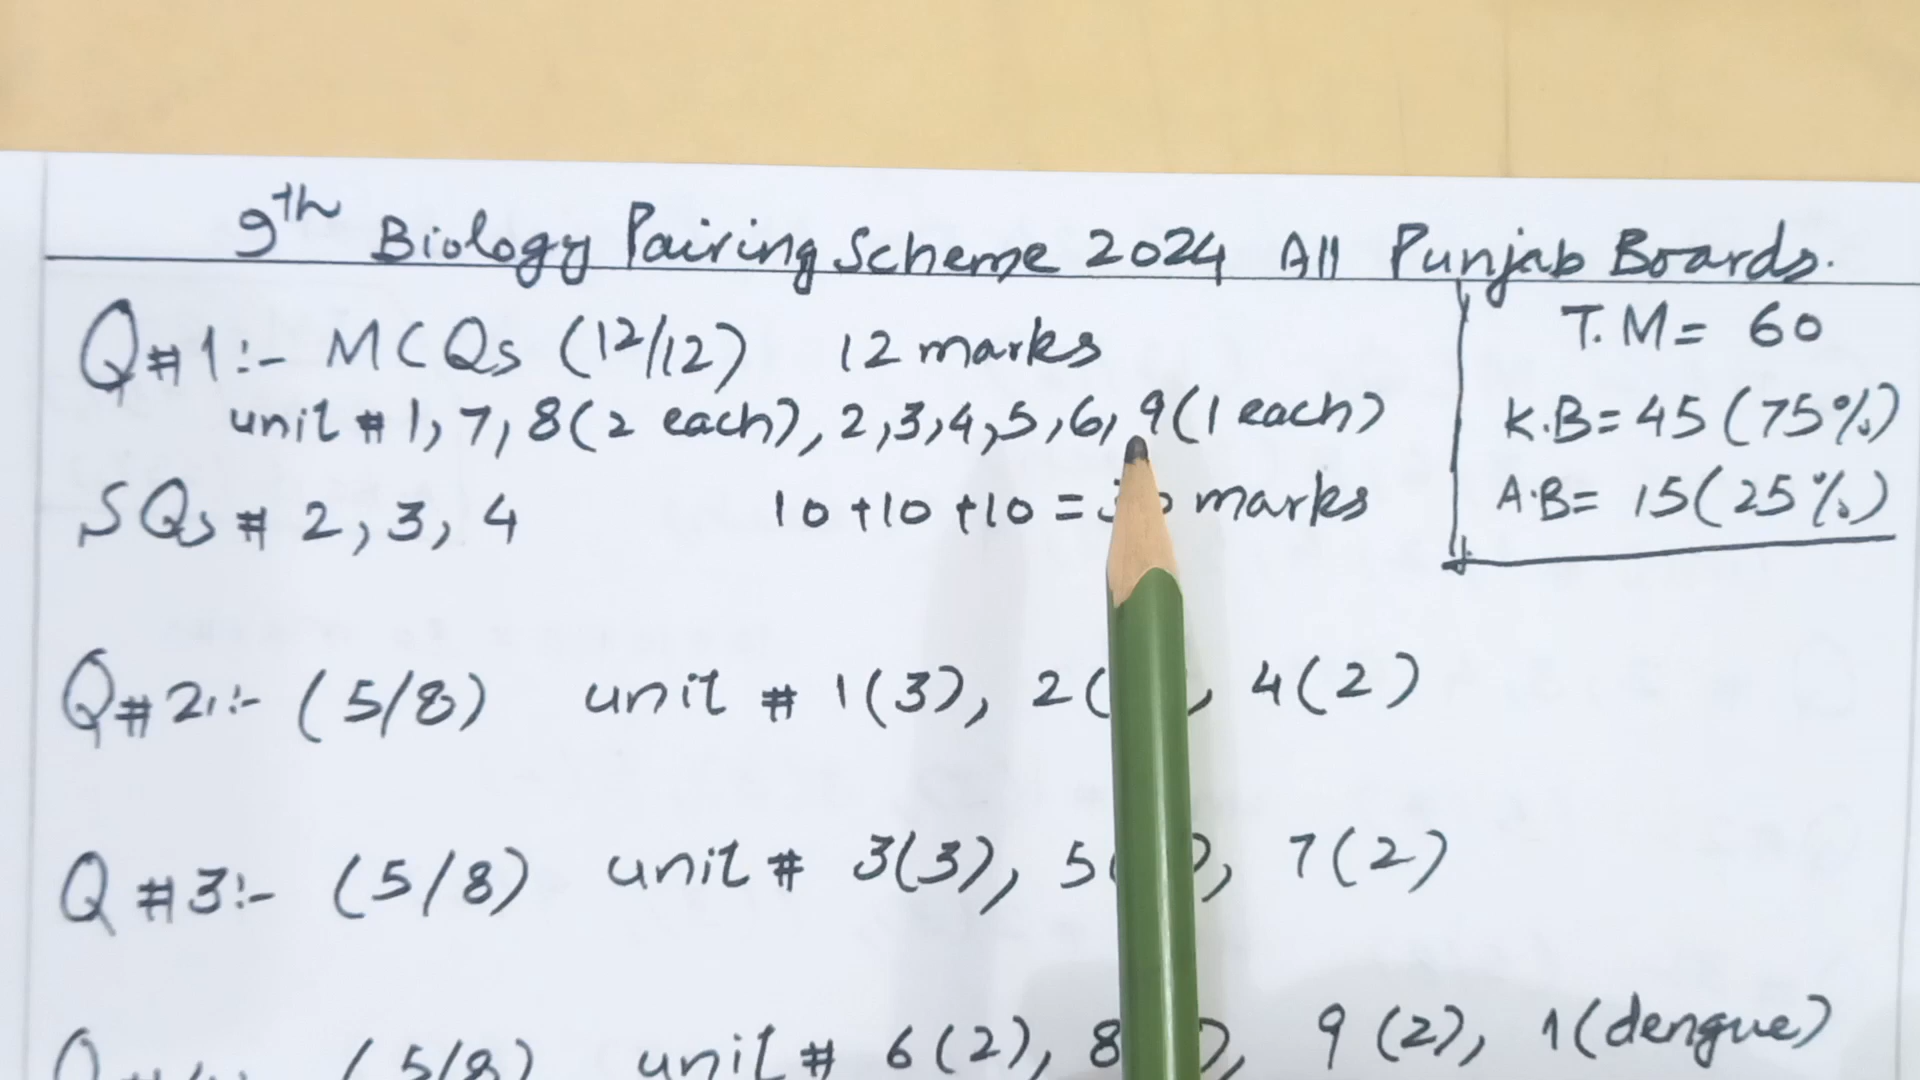 9th Biology Pairing Scheme 2024 All Punjab Boards.
Q#1:- MCQs (12/12) 12 marks
unit # 1, 7, 8(2 each), 2,3,4,5,6, 9(1 each)
SQs # 2, 3, 4 10+10+10= marks
T.M= 60
K.B=45(75%)
A.B= 15(25%)
Q#2:- (5/8) unit # 1(3), 2( , 4(2)
Q#3:- (5/8) unit # 3(3), 5( ), 7(2)
(5/8) unit # 6(2), 8 ), 9(2), 1(dengue)